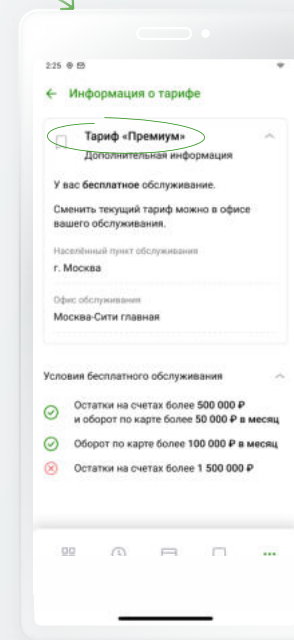 2:25
Информация о тарифе
Тариф «Премиум»
Дополнительная информация
У вас бесплатное обслуживание.
Сменить текущий тариф можно в офисе
вашего обслуживания.
Населённый пункт обслуживания
г. Москва
Офис обслуживания
Москва-Сити главная
Условия бесплатного обслуживания
Остатки на счетах более 500 000 ₽
и оборот по карте более 50 000 ₽ в месяц
Оборот по карте более 100 000 ₽ в месяц
Остатки на счетах более 1 500 000 ₽